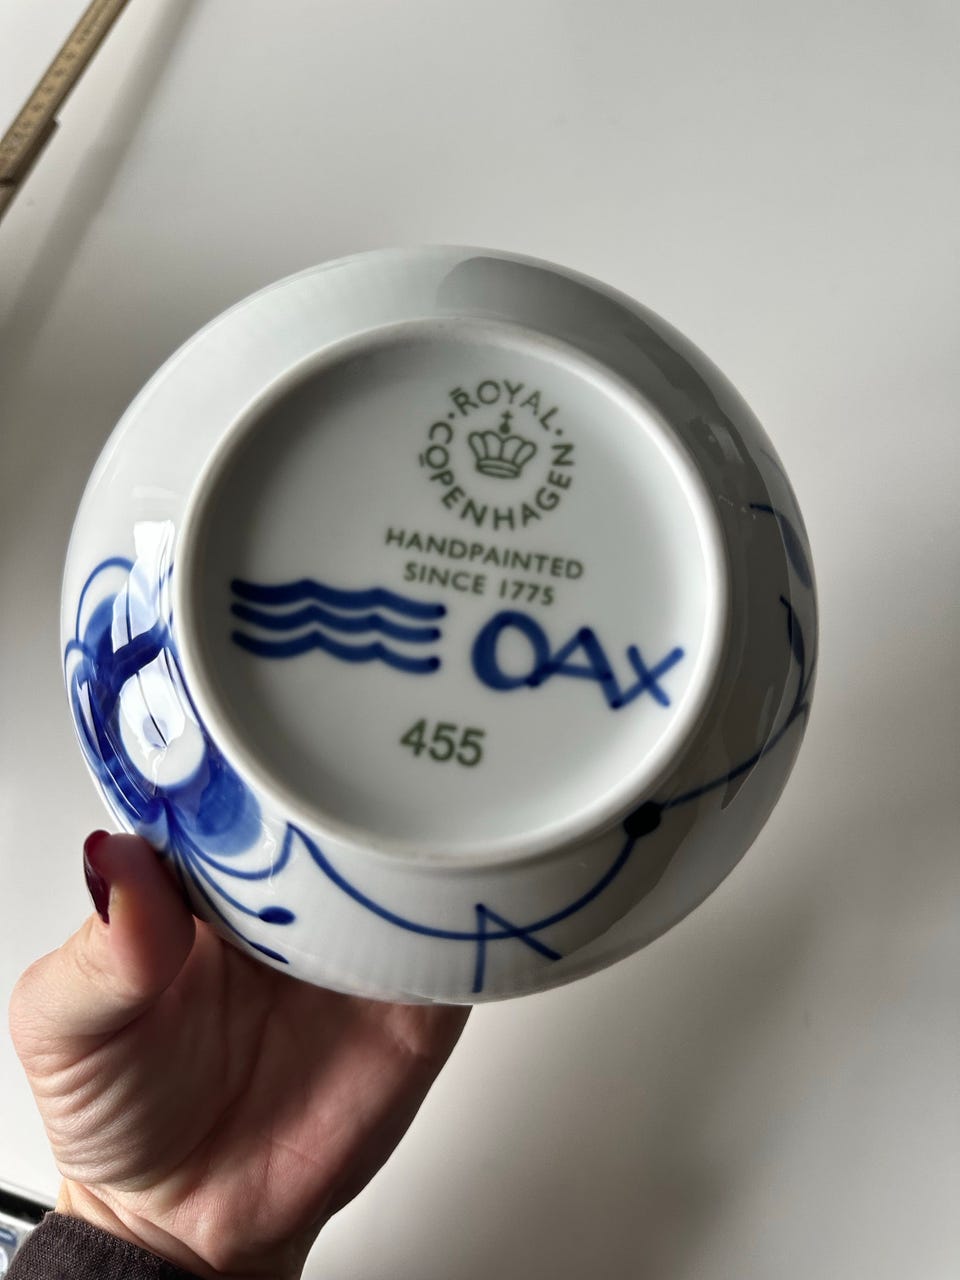 ROYAL · COPENHAGEN ·
HANDPAINTED
SINCE 1775
OAX
455